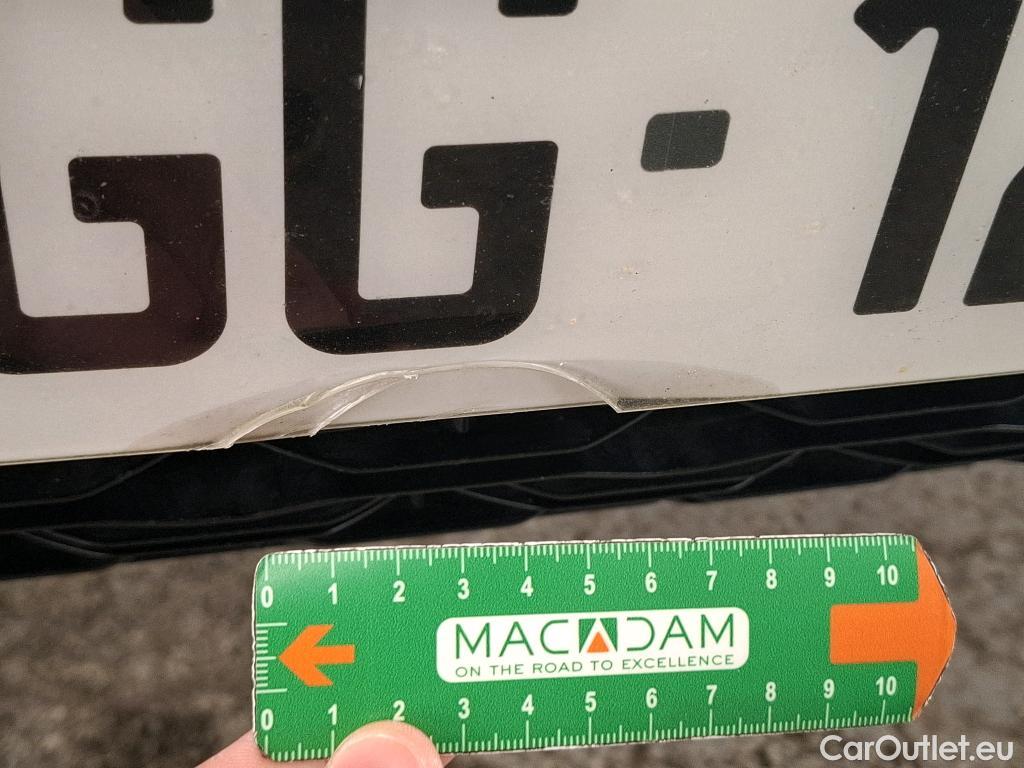 GG-12
0 1 2 3 4 5 6 7 8 9 10
MACADAM
ON THE ROAD TO EXCELLENCE
0 1 2 3 4 5 6 7 8 9 10
CarOutlet.eu